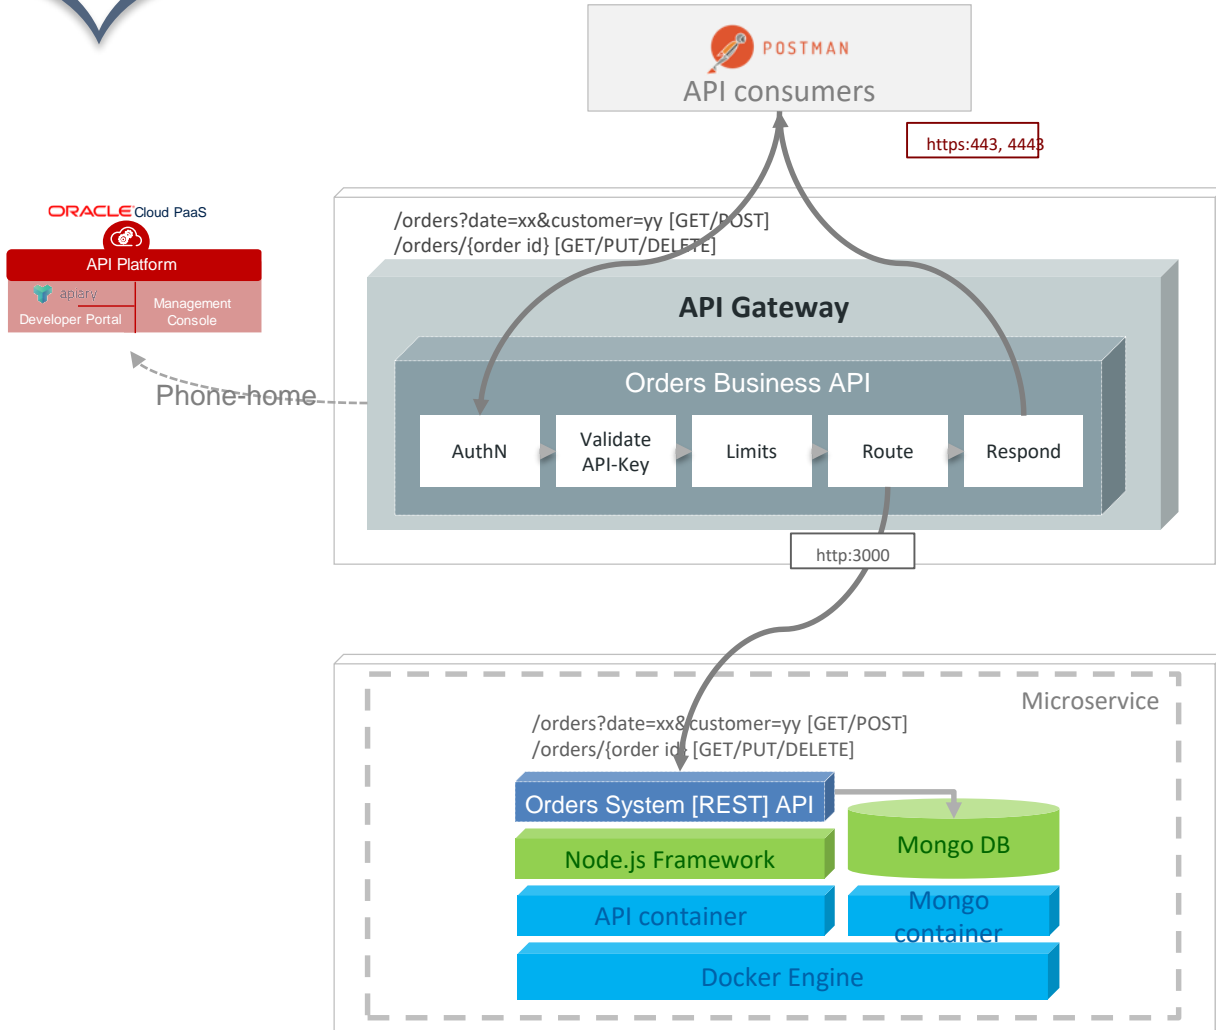 POSTMAN
API consumers
https:443, 4443
ORACLE Cloud PaaS
API Platform
apiary
Developer Portal
Management
Console
Phone-home
/orders?date=xx&customer=yy [GET/POST]
/orders/{order id} [GET/PUT/DELETE]
API Gateway
Orders Business API
AuthN
Validate
API-Key
Limits
Route
Respond
http:3000
Microservice
/orders?date=xx&customer=yy [GET/POST]
/orders/{order id} [GET/PUT/DELETE]
Orders System [REST] API
Node.js Framework
Mongo DB
API container
Mongo
container
Docker Engine